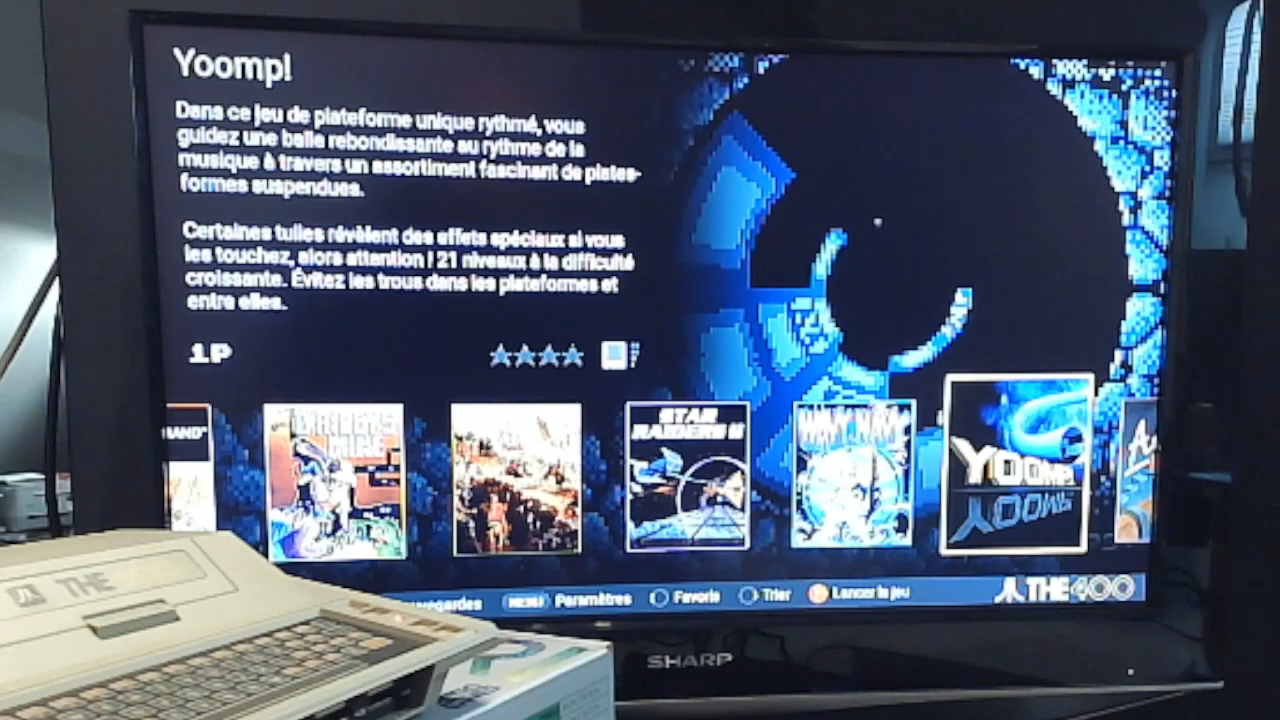 Yoomp!
Dans ce jeu de plateforme unique rythmé, vous
guidez une balle rebondissante au rythme de la
musique à travers un assortiment fascinant de plates-
formes suspendues.
Certaines tuiles révèlent des effets spéciaux si vous
les touchez, alors attention ! 21 niveaux à la difficulté
croissante. Évitez les trous dans les plateformes et
entre elles.
1P
STAR
RAIDERS II
WAVY NAVY
YOOMP!
Paramètres
MENU
Favoris
Trier
Lancer le jeu
THE400
SHARP
THE